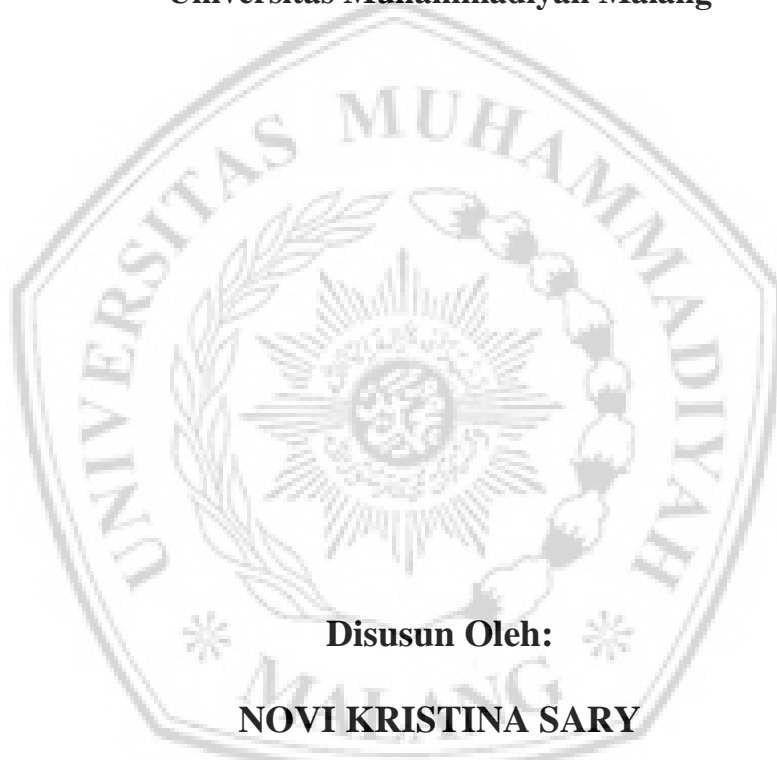 Universitas Muhammadiyah Malang
UNIVERSITAS MUHAMMADIYAH
MALANG
Disusun Oleh:
NOVI KRISTINA SARY